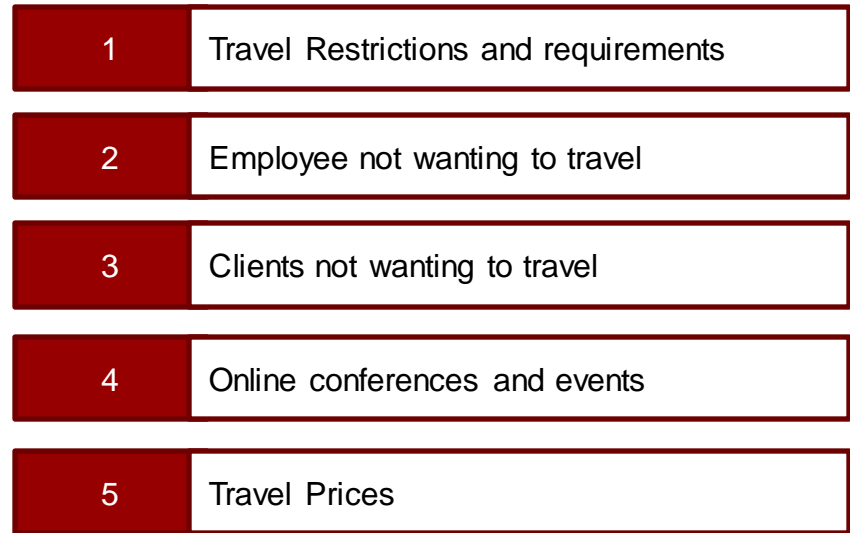 1 Travel Restrictions and requirements
2 Employee not wanting to travel
3 Clients not wanting to travel
4 Online conferences and events
5 Travel Prices